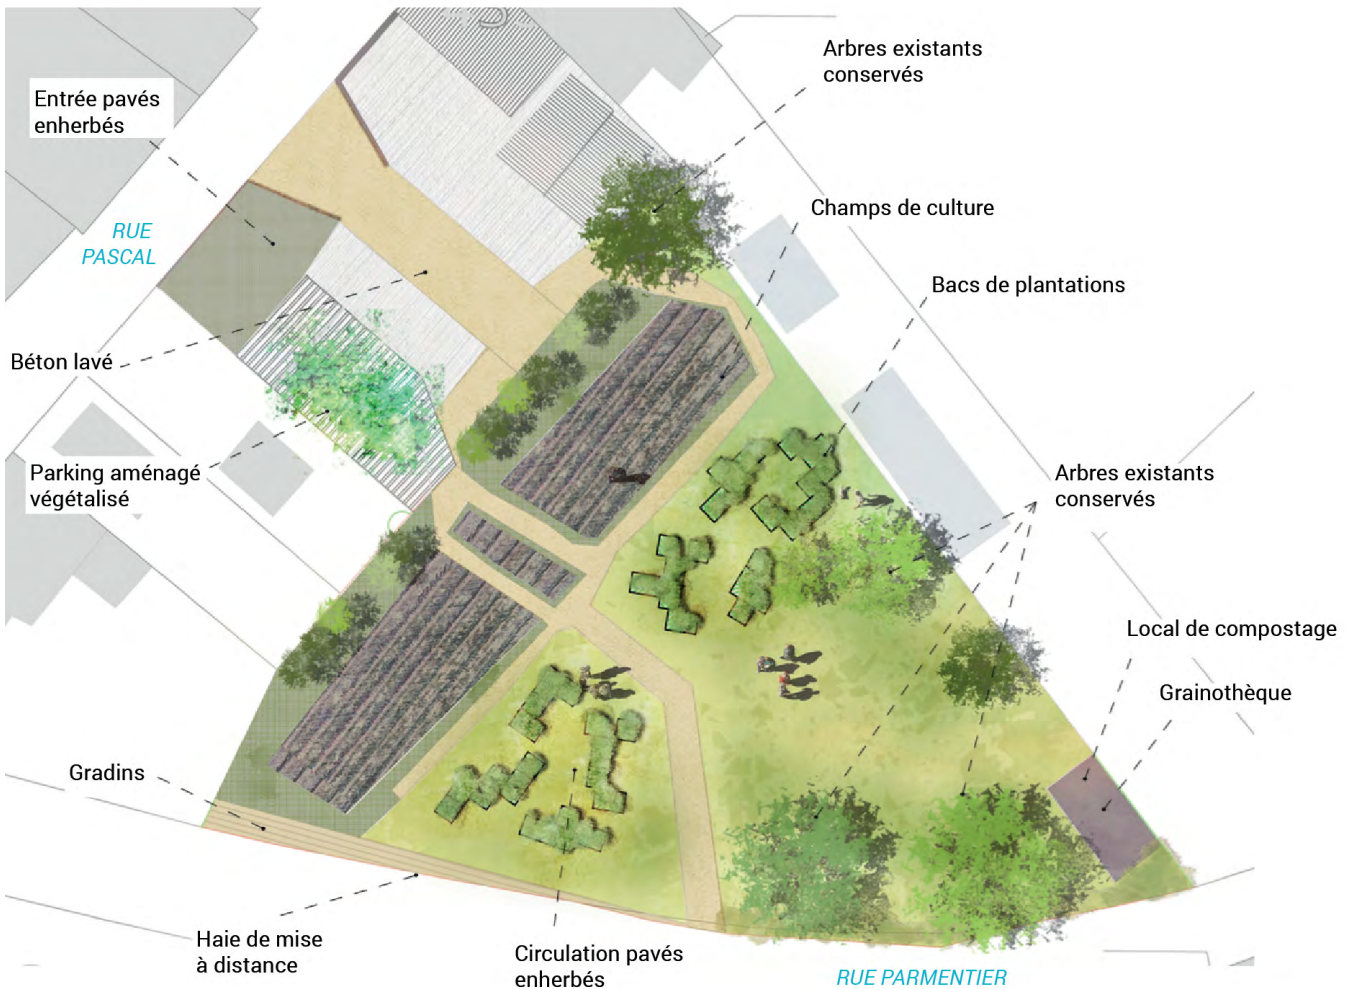 Arbres existants
conservés
Entrée pavés
enherbés
Champs de culture
RUE
PASCAL
Bacs de plantations
Béton lavé
Parking aménagé
végétalisé
Arbres existants
conservés
Local de compostage
Grainothèque
Gradins
Haie de mise
à distance
Circulation pavés
enherbés
RUE PARMENTIER